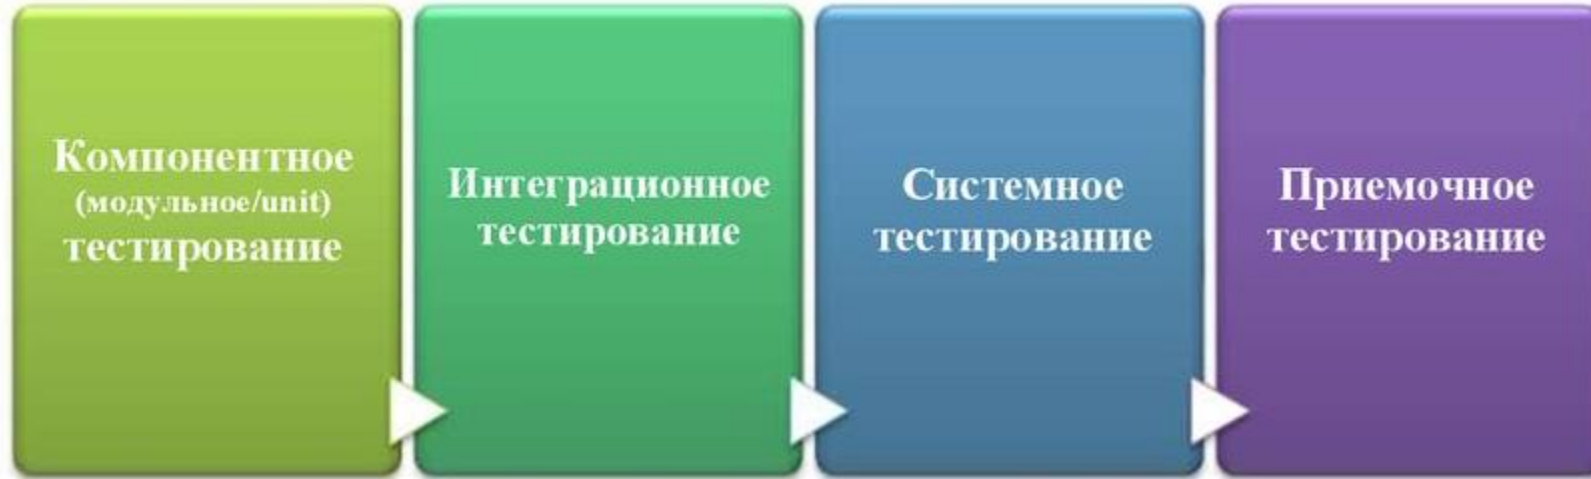 Компонентное
(модульное/unit)
тестирование
Интеграционное
тестирование
Системное
тестирование
Приемочное
тестирование